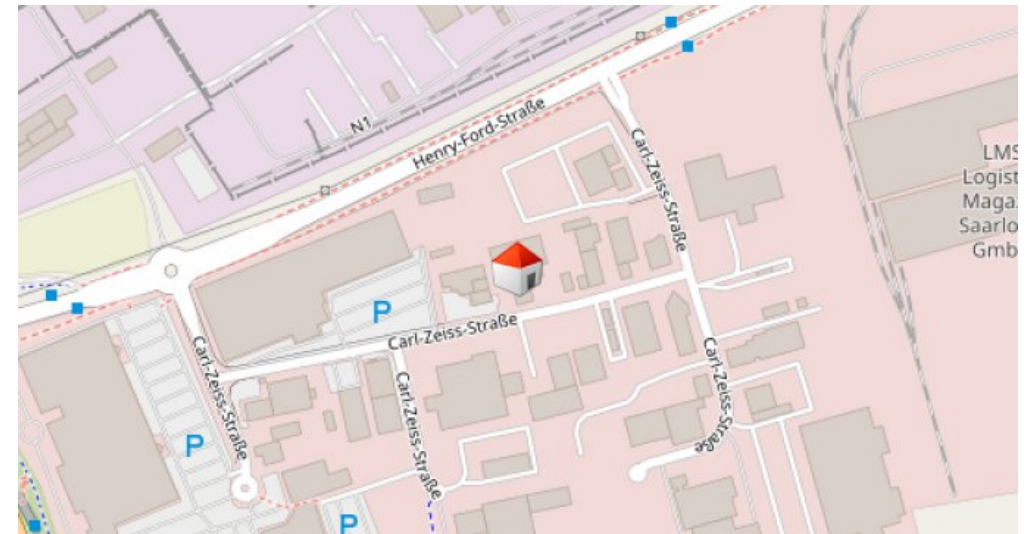 N1
Henry-Ford-Straße
Carl-Zeiss-Straße
LMS
Logist
Magaz
Saarlo
Gmb
P
Carl-Zeiss-Straße
Carl-Zeiss-Straße
Carl-Zeiss-Straße
Carl-Zeiss-Straße
P
P